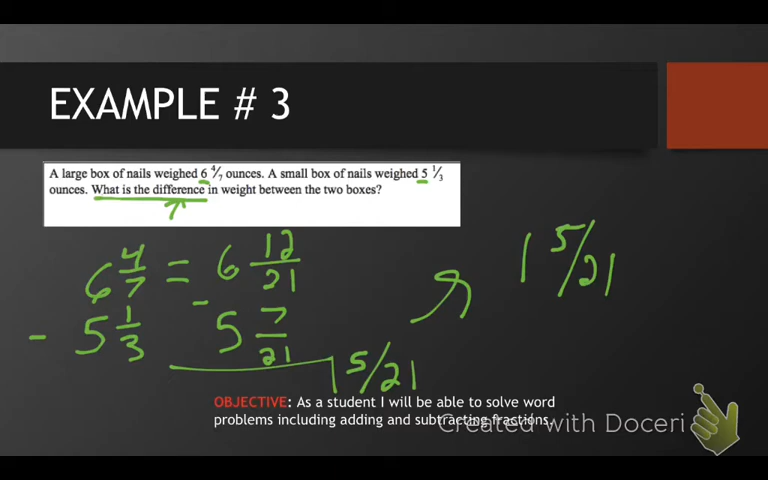 EXAMPLE # 3
A large box of nails weighed 6 4/7 ounces. A small box of nails weighed 5 1/3
ounces. What is the difference in weight between the two boxes?
6 4/7 = 6 12/21
- 5 1/3 - 5 7/21
1 5/21
1 5/21
OBJECTIVE: As a student I will be able to solve word
problems including adding and subtracting fractions.
Created with Doceri